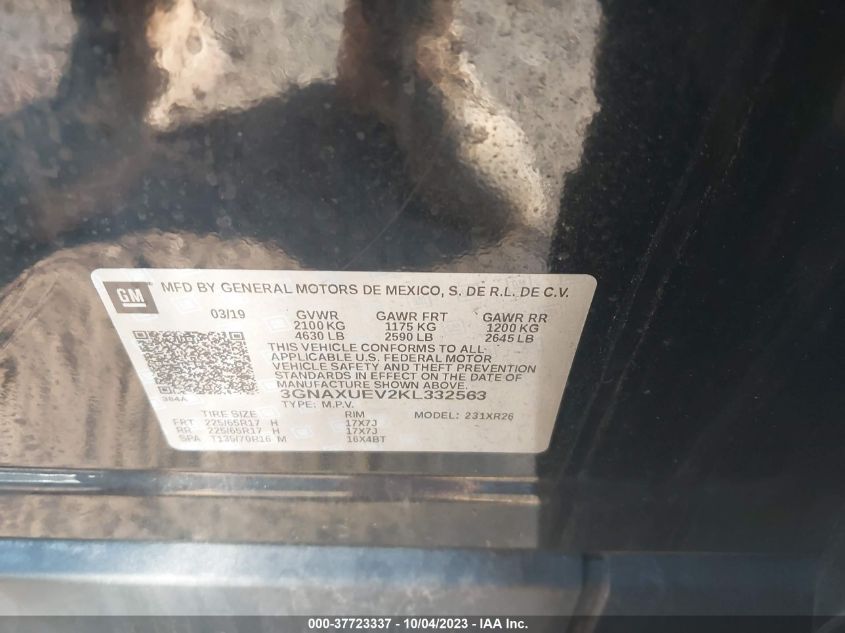 GM MFD BY GENERAL MOTORS DE MEXICO, S. DE R.L. DE C.V.
03/19 GVWR GAWR FRT GAWR RR
2100 KG 1175 KG 1200 KG
4630 LB 2590 LB 2645 LB
THIS VEHICLE CONFORMS TO ALL
APPLICABLE U.S. FEDERAL MOTOR
VEHICLE SAFETY AND THEFT PREVENTION
STANDARDS IN EFFECT ON THE DATE OF
MANUFACTURE SHOWN ABOVE.
384A 3GNAXUEV2KL332563
TYPE: M.P.V. MODEL: 231XR26
TIRE SIZE RIM
FRT 225/65R17 H 17X7J
RR 225/65R17 H 17X7J
SPA T135/70R16 M 16X4BT
000-37723337 - 10/04/2023 - IAA Inc.